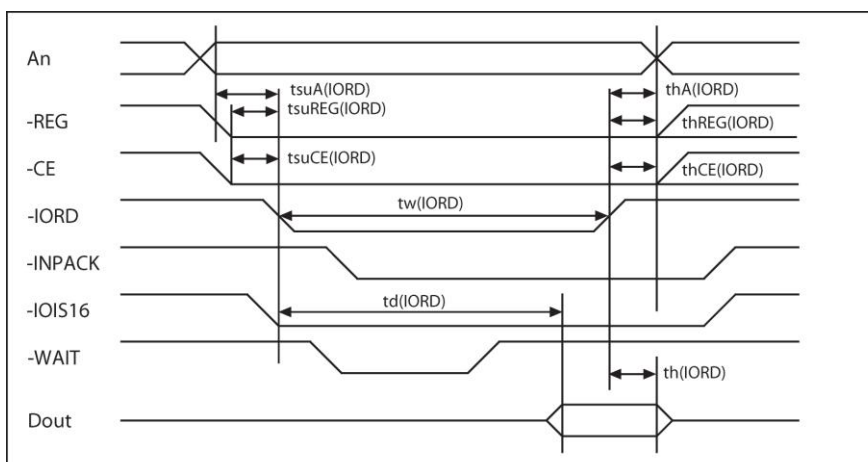 An
tsuA(IORD)
thA(IORD)
tsuREG(IORD)
-REG
thREG(IORD)
-CE
tsuCE(IORD)
thCE(IORD)
-IORD
tw(IORD)
-INPACK
-IOIS16
td(IORD)
-WAIT
th(IORD)
Dout